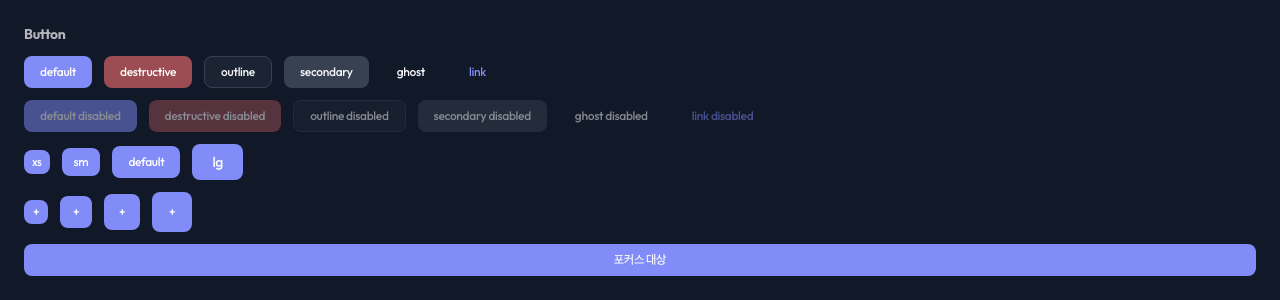 Button
default destructive outline secondary ghost link
default disabled destructive disabled outline disabled secondary disabled ghost disabled link disabled
xs sm default lg
+ + + +
포커스 대상